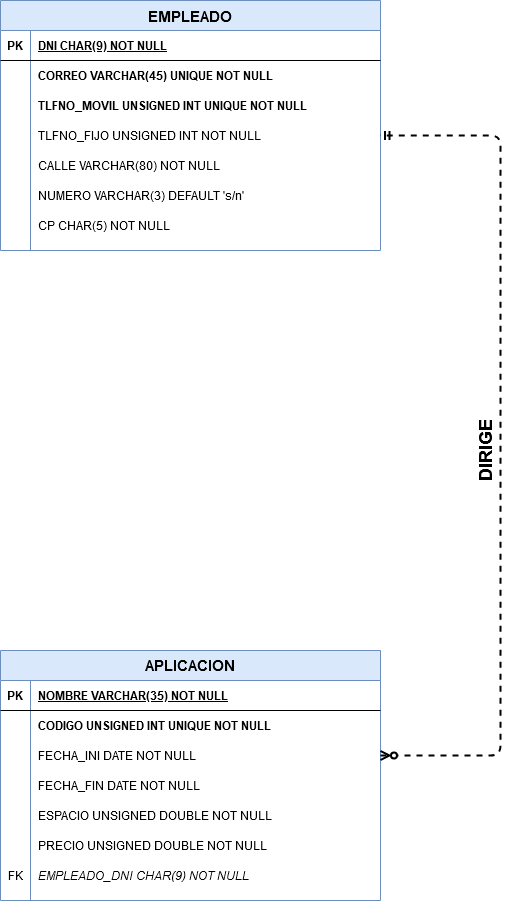 EMPLEADO
PK DNI CHAR(9) NOT NULL
CORREO VARCHAR(45) UNIQUE NOT NULL
TLFNO_MOVIL UNSIGNED INT UNIQUE NOT NULL
TLFNO_FIJO UNSIGNED INT NOT NULL
CALLE VARCHAR(80) NOT NULL
NUMERO VARCHAR(3) DEFAULT 's/n'
CP CHAR(5) NOT NULL
DIRIGE
APLICACION
PK NOMBRE VARCHAR(35) NOT NULL
CODIGO UNSIGNED INT UNIQUE NOT NULL
FECHA_INI DATE NOT NULL
FECHA_FIN DATE NOT NULL
ESPACIO UNSIGNED DOUBLE NOT NULL
PRECIO UNSIGNED DOUBLE NOT NULL
FK EMPLEADO_DNI CHAR(9) NOT NULL